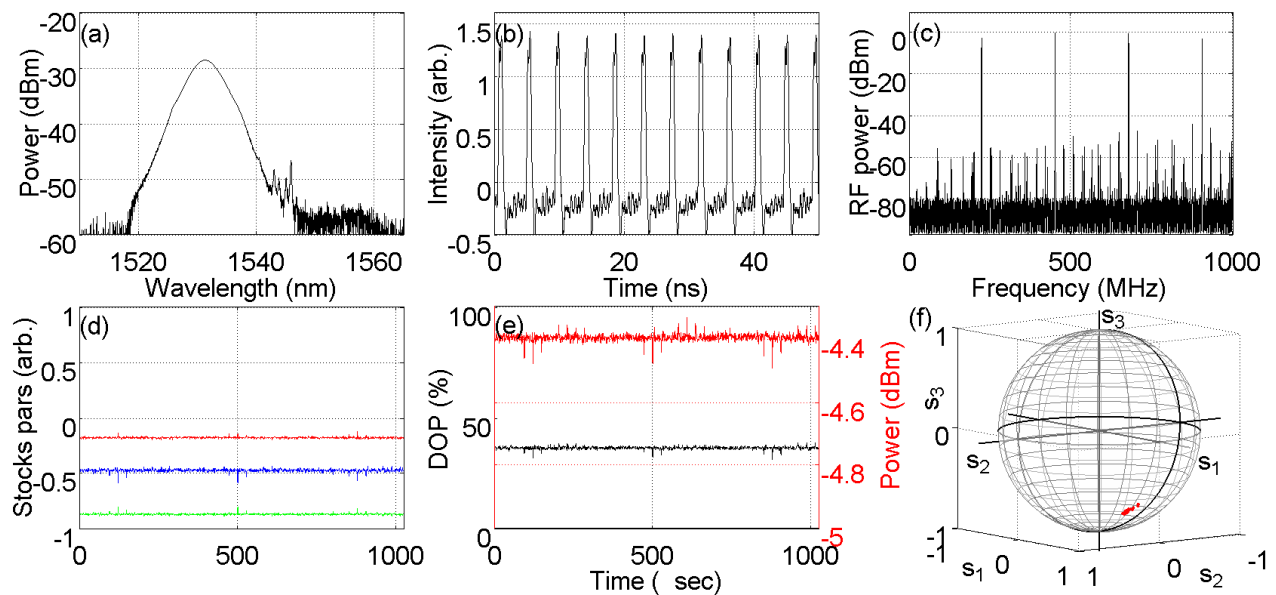 (a)
Power (dBm)
-20
-30
-40
-50
-60
1520 1540 1560
Wavelength (nm)
(b)
Intensity (arb.)
1.5
1
0.5
0
-0.5
0 20 40
Time (ns)
(c)
RF power (dBm)
0
-20
-40
-60
-80
0 500 1000
Frequency (MHz)
(d)
Stocks pars (arb.)
1
0.5
0
-0.5
-1
0 500 1000
(e)
DOP (%)
100
50
0
0 500 1000
Time ( sec)
Power (dBm)
-4.4
-4.6
-4.8
-5
(f)
s3
1
s3
0
s2
s1
-1
-1
s1 0 1 1 0 s2 -1